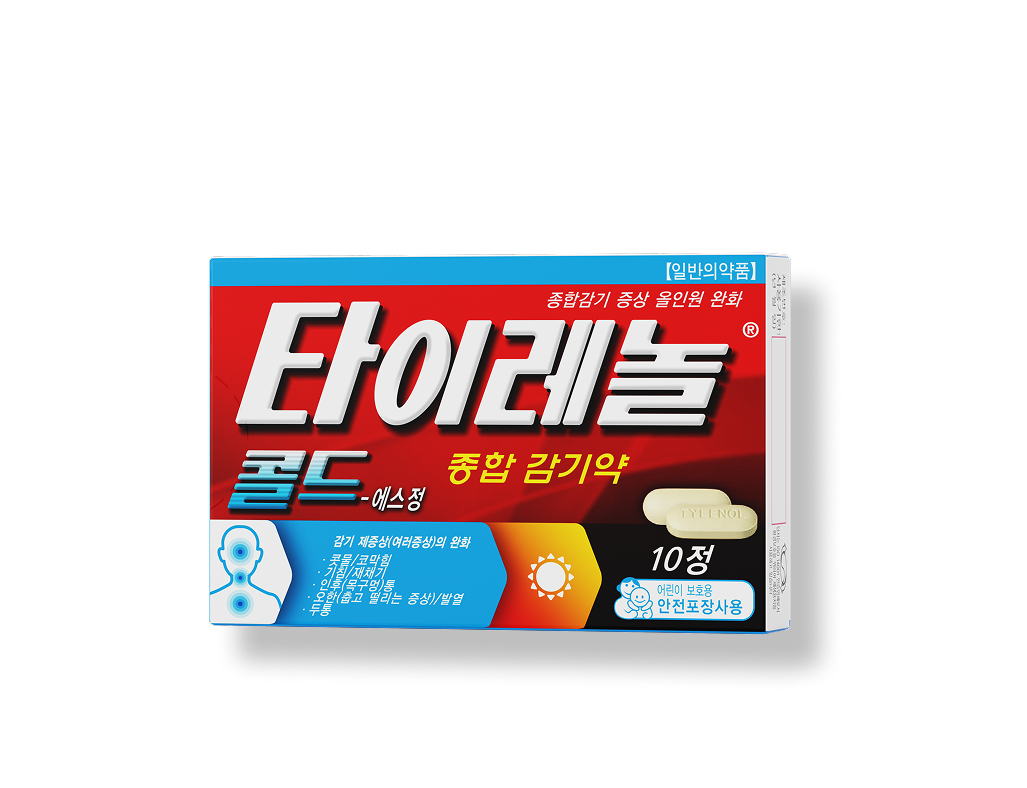 【일반의약품】
종합감기 증상 올인원 완화
타이레놀®
콜드-에스정
종합 감기약
TYLENOL
10정
감기 제증상(여러증상)의 완화
· 콧물/코막힘
· 기침/재채기
· 인후(목구멍)통
· 오한(춥고 떨리는 증상)/발열
· 두통
어린이 보호용
안전포장사용